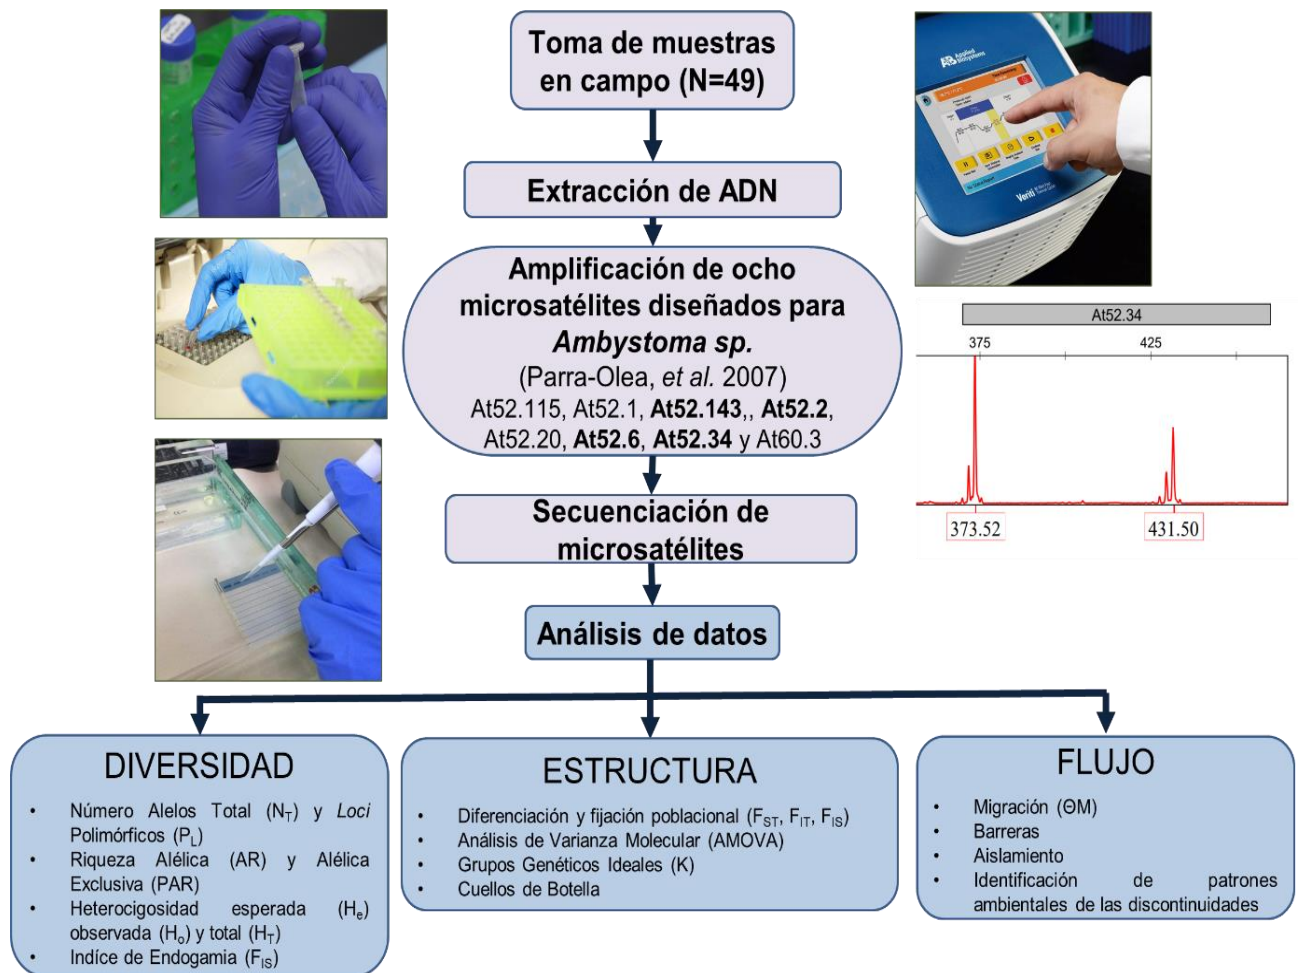 Toma de muestras
en campo (N=49)
Extracción de ADN
Amplificación de ocho
microsatélites diseñados para
Ambystoma sp.
(Parra-Olea, et al. 2007)
At52.115, At52.1, At52.143,, At52.2,
At52.20, At52.6, At52.34 y At60.3
Secuenciación de
microsatélites
Análisis de datos
Applied
Biosystems
Veriti
At52.34
375 425
373.52 431.50
DIVERSIDAD
• Número Alelos Total (NT) y Loci
Polimórficos (PL)
• Riqueza Alélica (AR) y Alélica
Exclusiva (PAR)
• Heterocigosidad esperada (He)
observada (Ho) y total (HT)
• Indíce de Endogamia (FIS)
ESTRUCTURA
• Diferenciación y fijación poblacional (FST, FIT, FIS)
• Análisis de Varianza Molecular (AMOVA)
• Grupos Genéticos Ideales (K)
• Cuellos de Botella
FLUJO
• Migración (ΘM)
• Barreras
• Aislamiento
• Identificación de patrones
ambientales de las discontinuidades